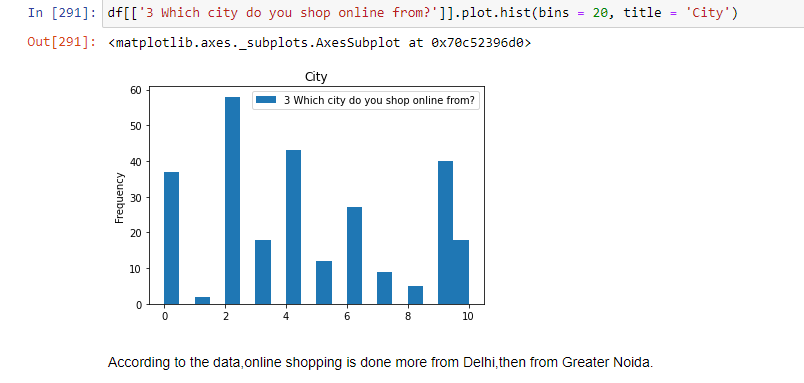 In [291]: df[['3 Which city do you shop online from?']].plot.hist(bins = 20, title = 'City')
Out[291]: <matplotlib.axes._subplots.AxesSubplot at 0x70c52396d0>
City
3 Which city do you shop online from?
60
50
40
30
20
10
0
Frequency
0 2 4 6 8 10
According to the data,online shopping is done more from Delhi,then from Greater Noida.